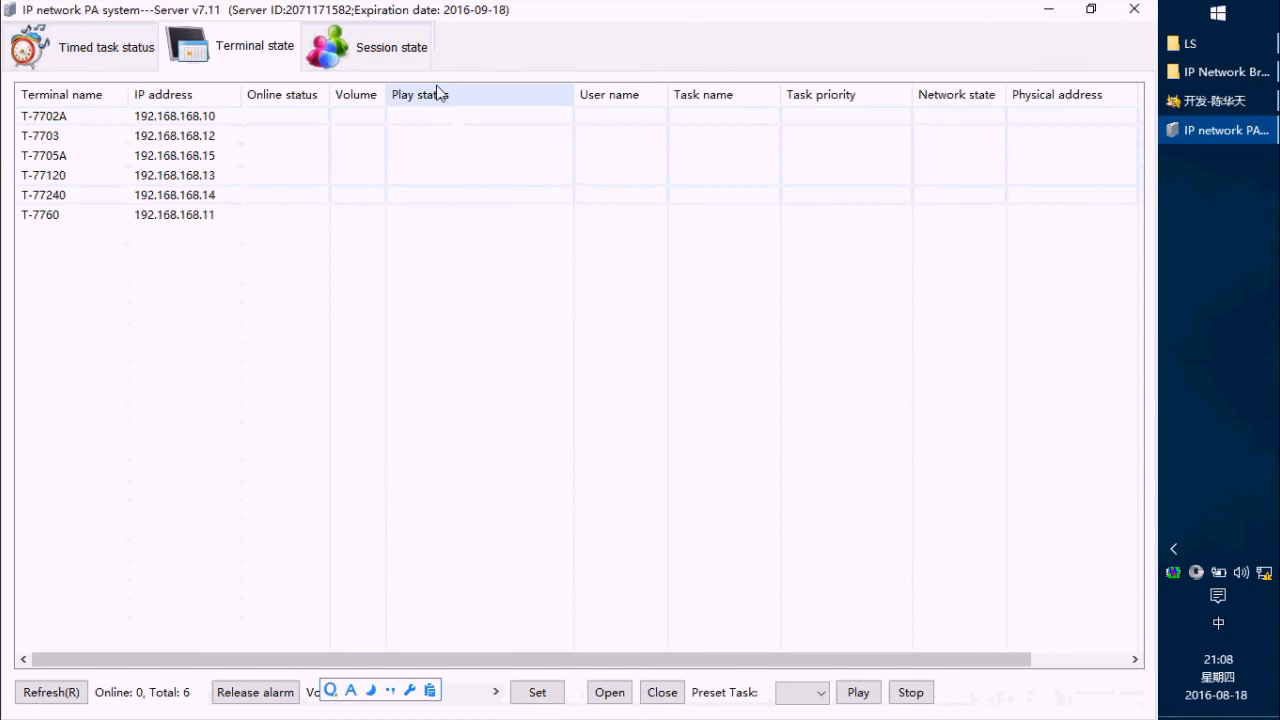 IP network PA system---Server v7.11 (Server ID:2071171582;Expiration date: 2016-09-18)
Timed task status
Terminal state
Session state
Terminal name IP address Online status Volume Play status User name Task name Task priority Network state Physical address
T-7702A 192.168.168.10
T-7703 192.168.168.12
T-7705A 192.168.168.15
T-77120 192.168.168.13
T-77240 192.168.168.14
T-7760 192.168.168.11
Refresh(R) Online: 0, Total: 6 Release alarm Vo Set Open Close Preset Task: Play Stop
LS
IP Network Br...
开发-陈华天
IP network PA...
中
21:08
星期四
2016-08-18